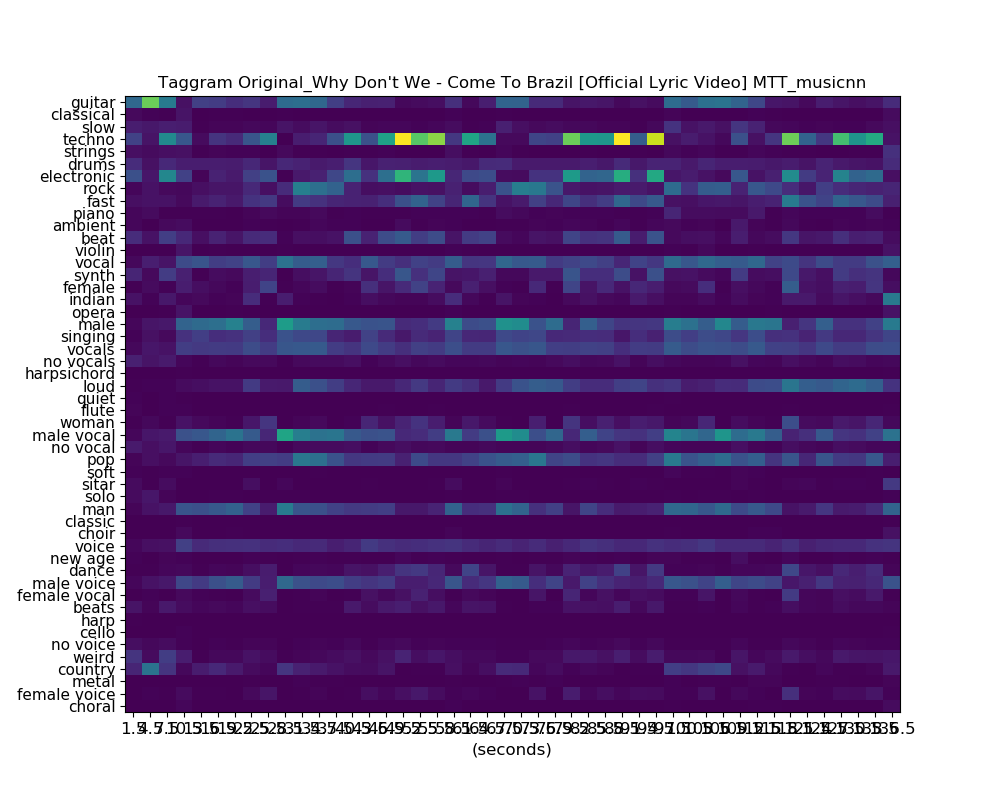 Taggram Original_Why Don't We - Come To Brazil [Official Lyric Video] MTT_musicnn
guitar
classical
slow
techno
strings
drums
electronic
rock
fast
piano
ambient
beat
violin
vocal
synth
female
indian
opera
male
singing
vocals
no vocals
harpsichord
loud
quiet
flute
woman
male vocal
no vocal
pop
soft
sitar
solo
man
classic
choir
voice
new age
dance
male voice
female vocal
beats
harp
cello
no voice
weird
country
metal
female voice
choral
(seconds)